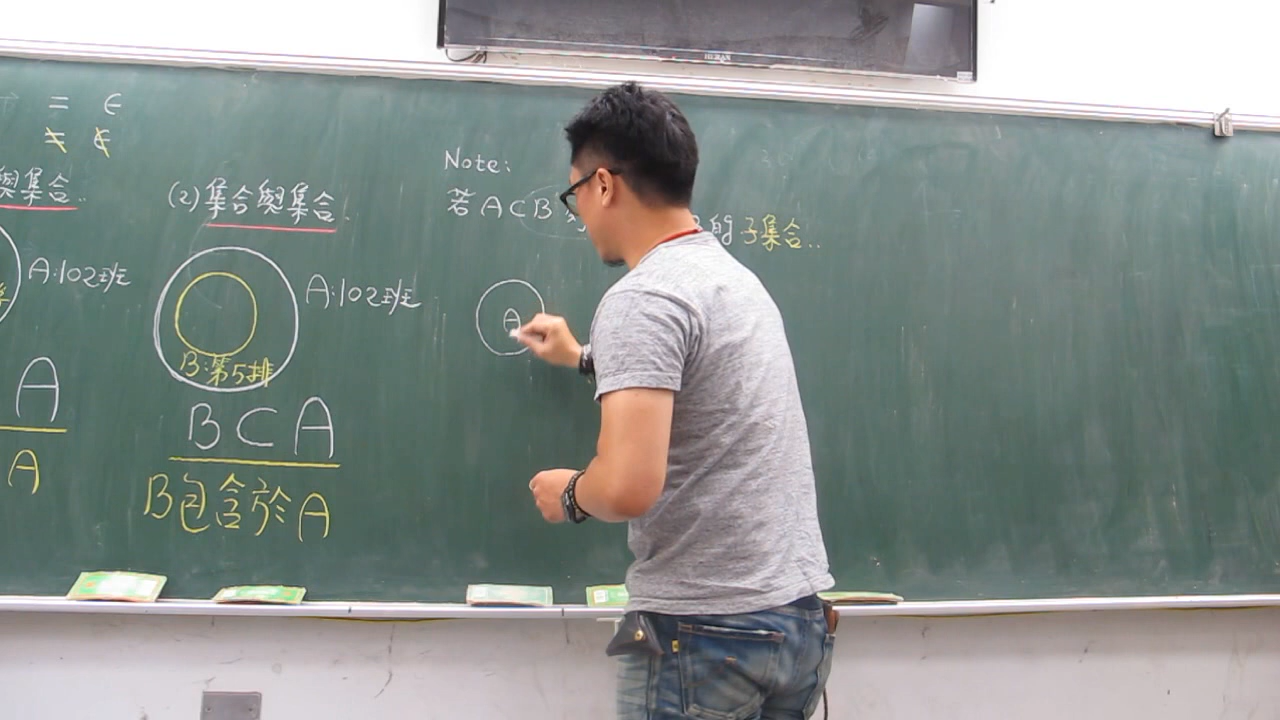 = ∈
≠ ∉
與集合..
A:102班
A
A
(2)集合與集合.
A:102班
B:第5排
B⊂A
B包含於A
Note:
若A⊂B 的子集合..
A